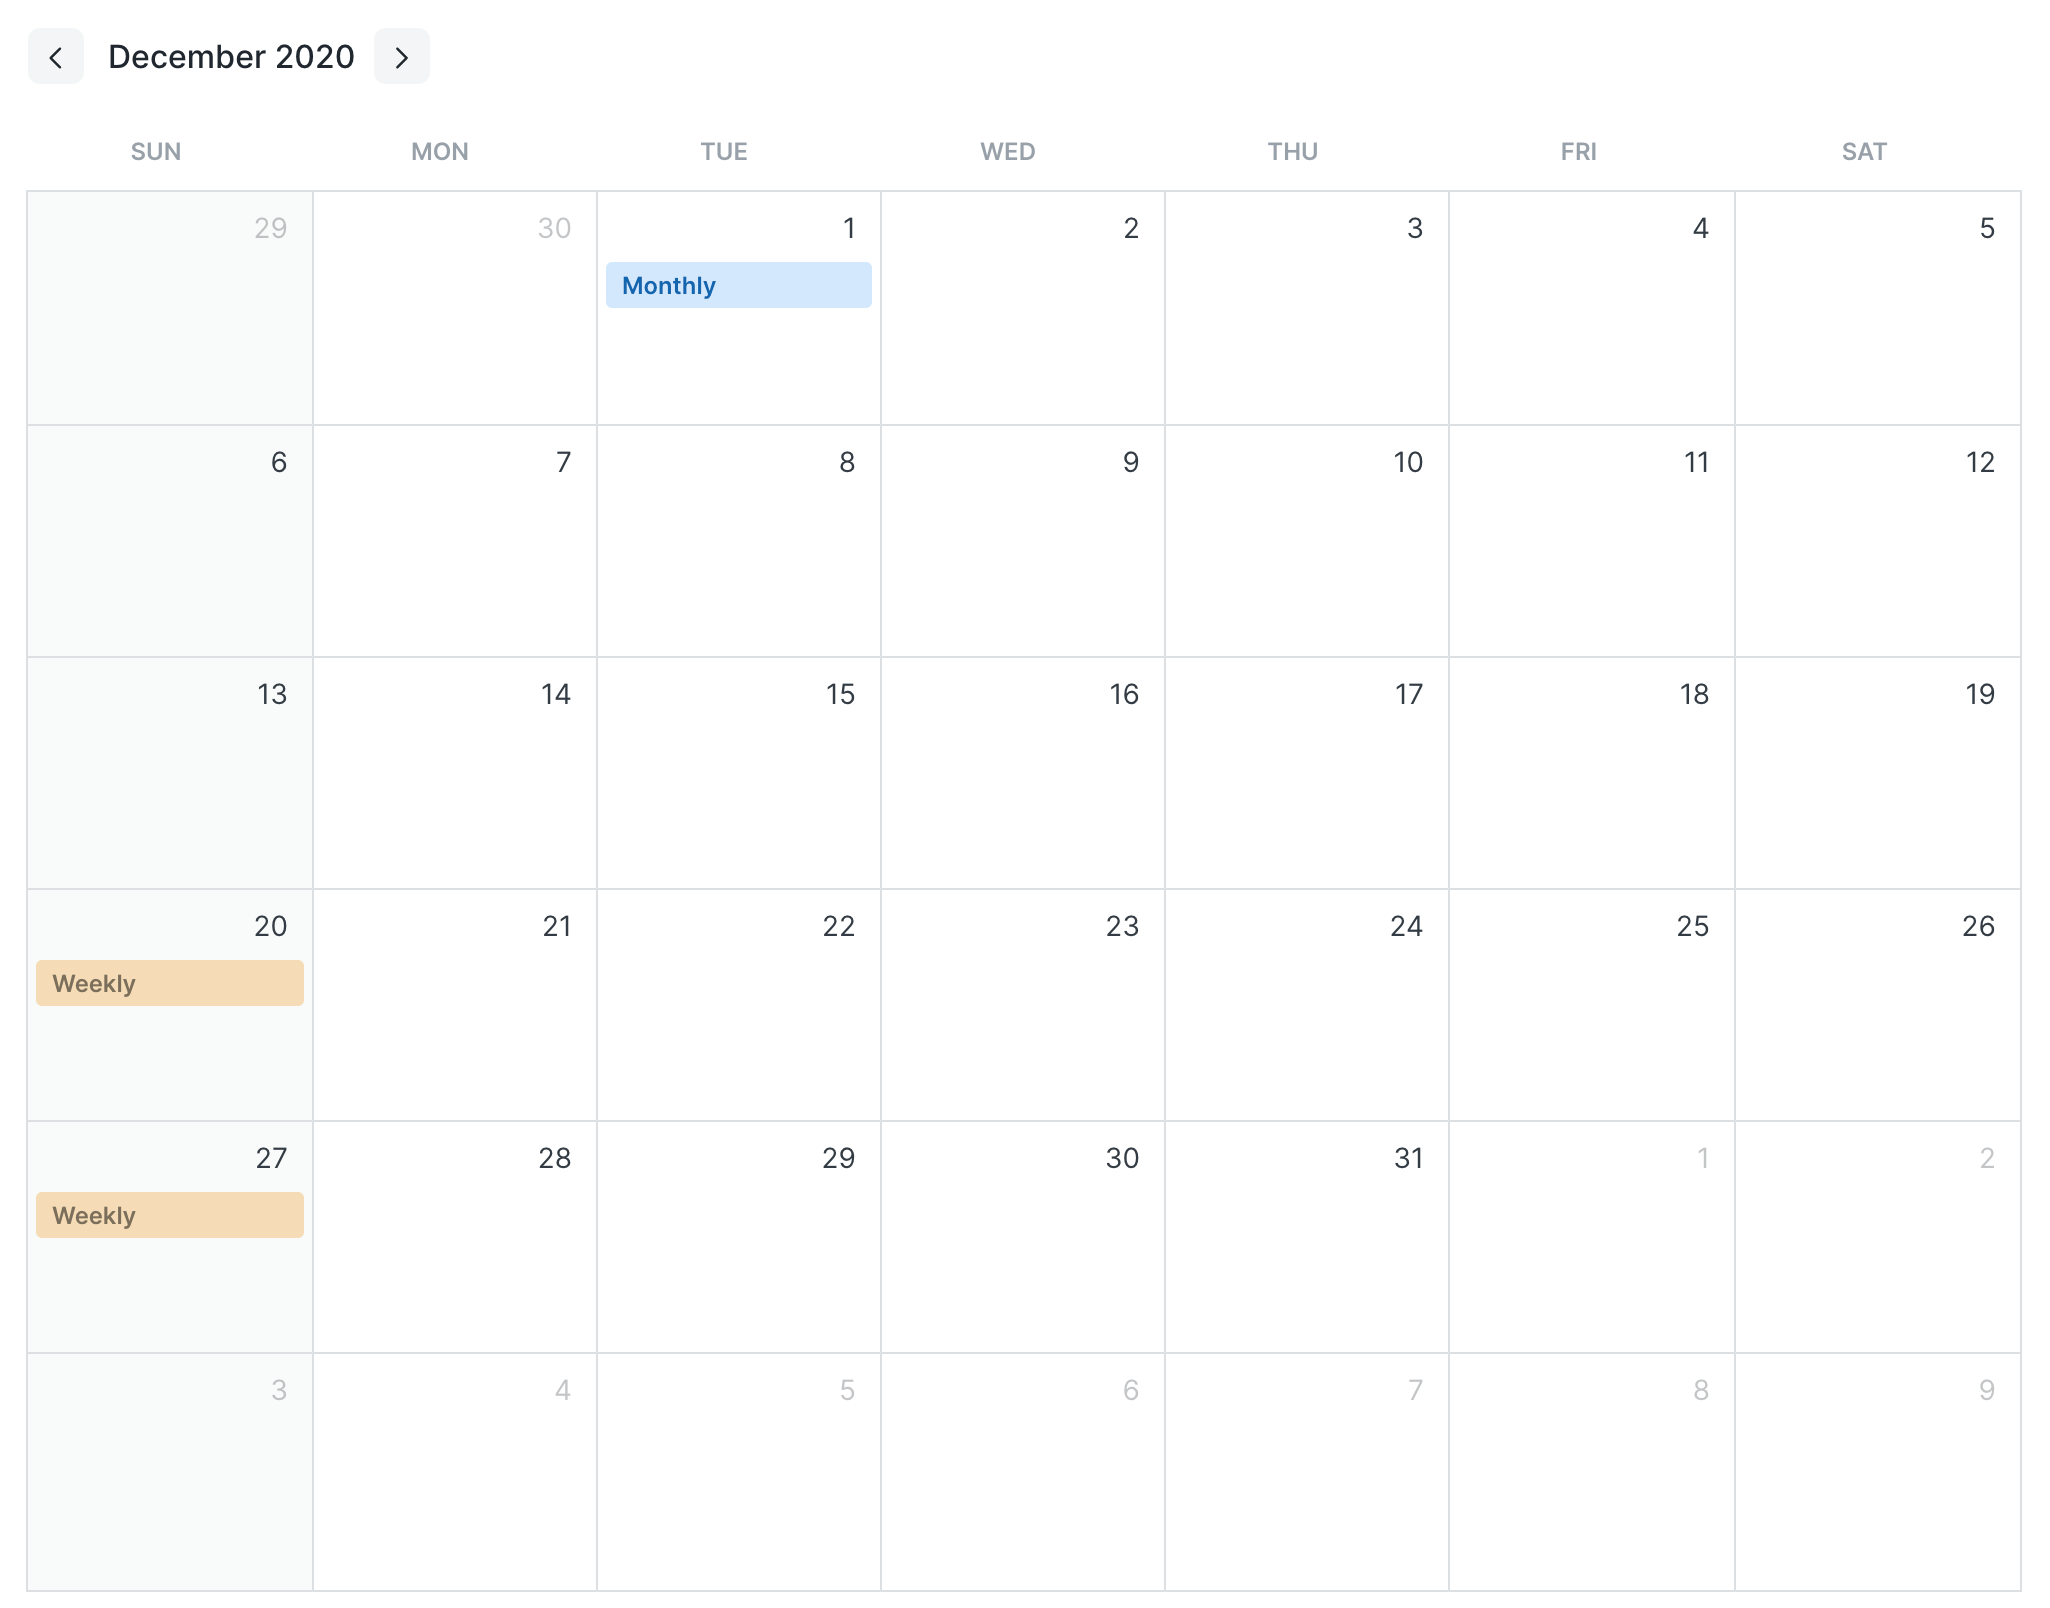 December 2020
SUN MON TUE WED THU FRI SAT
29 30 1 2 3 4 5
Monthly
6 7 8 9 10 11 12
13 14 15 16 17 18 19
20 21 22 23 24 25 26
Weekly
27 28 29 30 31 1 2
Weekly
3 4 5 6 7 8 9